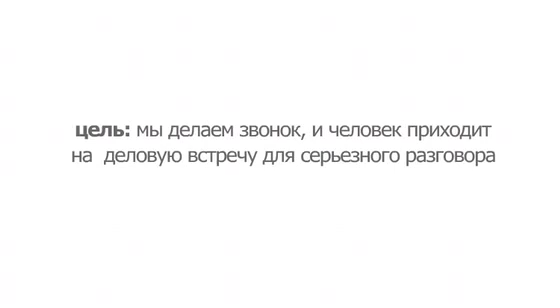 цель: мы делаем звонок, и человек приходит
на деловую встречу для серьезного разговора